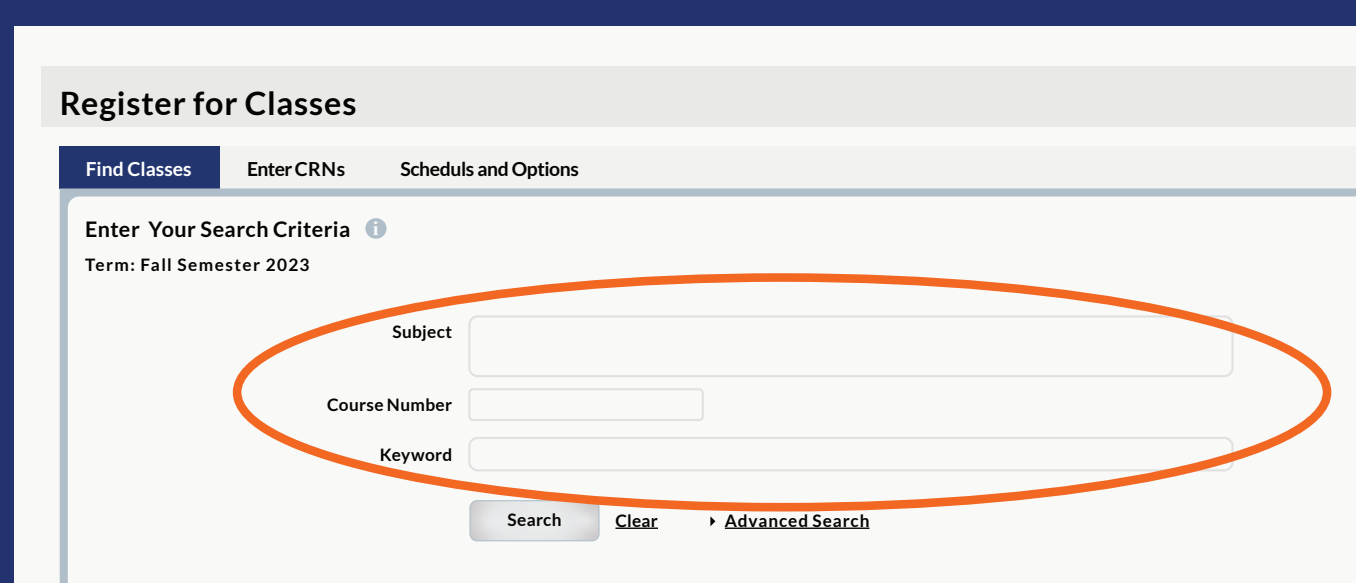 Register for Classes
Find Classes Enter CRNs Scheduls and Options
Enter Your Search Criteria i
Term: Fall Semester 2023
Subject
Course Number
Keyword
Search Clear Advanced Search